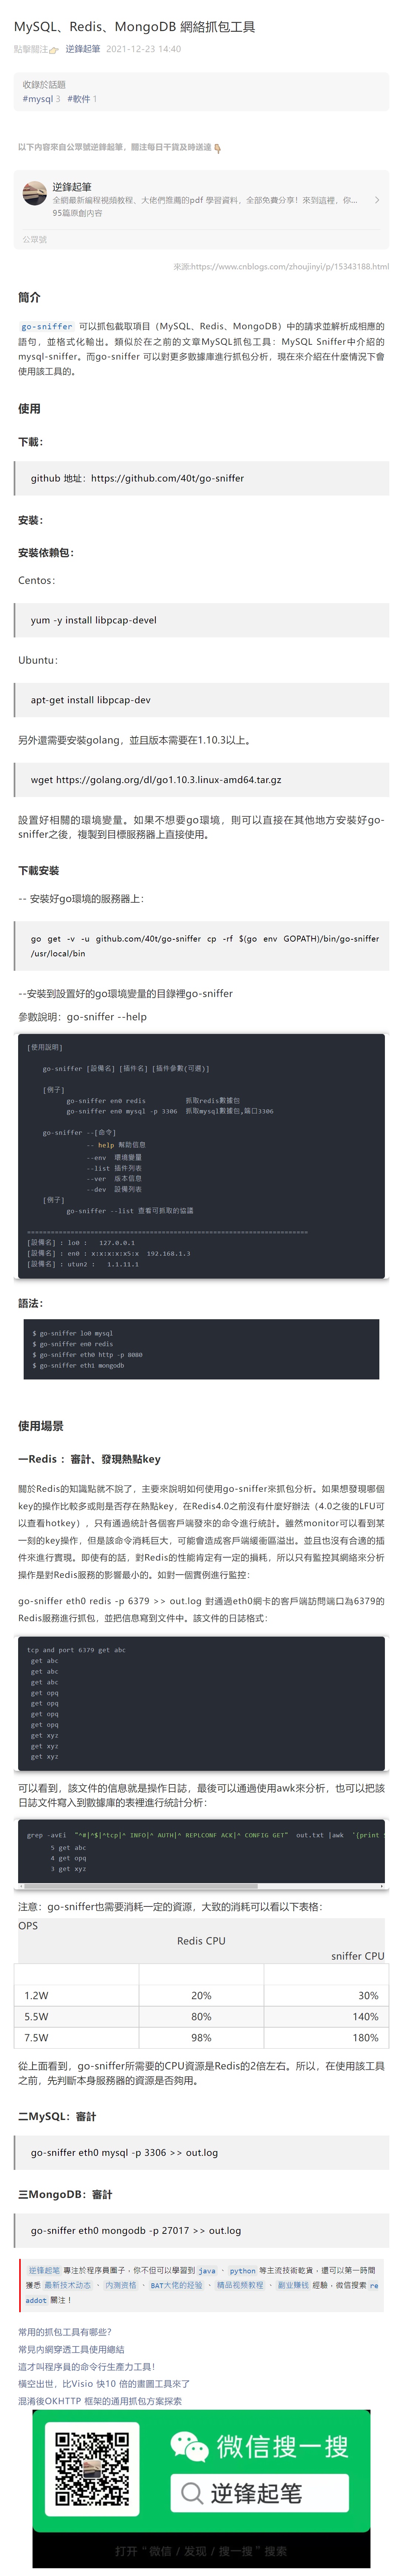 MySQL、Redis、MongoDB 網絡抓包工具
點擊關注👉 逆鋒起筆 2021-12-23 14:40
收錄於話題
#mysql 3 #軟件 1
以下內容來自公眾號逆鋒起筆，關注每日干貨及時送達👇
逆鋒起筆
全網最新編程視頻教程、大佬們推薦的pdf 學習資料，全部免費分享！來到這裡，你...
95篇原創內容
公眾號
來源:https://www.cnblogs.com/zhoujinyi/p/15343188.html
簡介
go-sniffer 可以抓包截取項目（MySQL、Redis、MongoDB）中的請求並解析成相應的
語句，並格式化輸出。類似於在之前的文章MySQL抓包工具：MySQL Sniffer中介紹的
mysql-sniffer。而go-sniffer 可以對更多數據庫進行抓包分析，現在來介紹在什麼情況下會
使用該工具的。
使用
下載：
github 地址：https://github.com/40t/go-sniffer
安裝：
安裝依賴包：
Centos：
yum -y install libpcap-devel
Ubuntu：
apt-get install libpcap-dev
另外還需要安裝golang，並且版本需要在1.10.3以上。
wget https://golang.org/dl/go1.10.3.linux-amd64.tar.gz
設置好相關的環境變量。如果不想要go環境，則可以直接在其他地方安裝好go-
sniffer之後，複製到目標服務器上直接使用。
下載安裝
-- 安裝好go環境的服務器上：
go get -v -u github.com/40t/go-sniffer cp -rf $(go env GOPATH)/bin/go-sniffer
/usr/local/bin
--安裝到設置好的go環境變量的目錄裡go-sniffer
參數說明：go-sniffer --help
[使用說明]
go-sniffer [設備名] [插件名] [插件參數(可選)]
[例子]
go-sniffer en0 redis 抓取redis數據包
go-sniffer en0 mysql -p 3306 抓取mysql數據包,端口3306
go-sniffer --[命令]
-- help 幫助信息
--env 環境變量
--list 插件列表
--ver 版本信息
--dev 設備列表
[例子]
go-sniffer --list 查看可抓取的協議
=======================================================================
[設備名] : lo0 : 127.0.0.1
[設備名] : en0 : x:x:x:x:x5:x 192.168.1.3
[設備名] : utun2 : 1.1.11.1
語法：
$ go-sniffer lo0 mysql
$ go-sniffer en0 redis
$ go-sniffer eth0 http -p 8080
$ go-sniffer eth1 mongodb
使用場景
一Redis ：審計、發現熱點key
關於Redis的知識點就不說了，主要來說明如何使用go-sniffer來抓包分析。如果想發現哪個
key的操作比較多或則是否存在熱點key，在Redis4.0之前沒有什麼好辦法（4.0之後的LFU可
以查看hotkey），只有通過統計各個客戶端發來的命令進行統計。雖然monitor可以看到某
一刻的key操作，但是該命令消耗巨大，可能會造成客戶端緩衝區溢出。並且也沒有合適的插
件來進行實現。即使有的話，對Redis的性能肯定有一定的損耗，所以只有監控其網絡來分析
操作是對Redis服務的影響最小的。如對一個實例進行監控：
go-sniffer eth0 redis -p 6379 >> out.log 對通過eth0網卡的客戶端訪問端口為6379的
Redis服務進行抓包，並把信息寫到文件中。該文件的日誌格式：
tcp and port 6379 get abc
get abc
get abc
get abc
get opq
get opq
get opq
get opq
get xyz
get xyz
get xyz
可以看到，該文件的信息就是操作日誌，最後可以通過使用awk來分析，也可以把該
日誌文件寫入到數據庫的表裡進行統計分析：
grep -avEi "^#|^$|^tcp|^ INFO|^ AUTH|^ REPLCONF ACK|^ CONFIG GET" out.txt |awk '{print
5 get abc
4 get opq
3 get xyz
注意：go-sniffer也需要消耗一定的資源，大致的消耗可以看以下表格：
OPS
Redis CPU
sniffer CPU
1.2W 20% 30%
5.5W 80% 140%
7.5W 98% 180%
從上面看到，go-sniffer所需要的CPU資源是Redis的2倍左右。所以，在使用該工具
之前，先判斷本身服務器的資源是否夠用。
二MySQL：審計
go-sniffer eth0 mysql -p 3306 >> out.log
三MongoDB：審計
go-sniffer eth0 mongodb -p 27017 >> out.log
逆锋起笔 專注於程序員圈子，你不但可以學習到 java 、 python 等主流技術乾貨，還可以第一時間
獲悉 最新技术动态 、 内测资格 、 BAT大佬的经验 、 精品视频教程 、 副业赚钱 經驗，微信搜索 re
addot 關注！
常用的抓包工具有哪些？
常見內網穿透工具使用總結
這才叫程序員的命令行生產力工具！
橫空出世，比Visio 快10 倍的畫圖工具來了
混淆後OKHTTP 框架的通用抓包方案探索
微信搜一搜
逆鋒起笔
打开“微信 / 发现 / 搜一搜”搜索